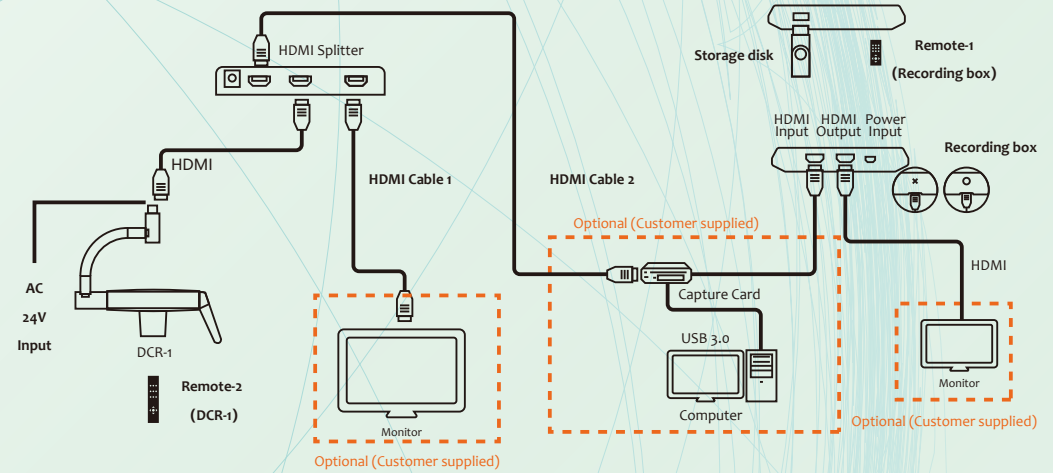 HDMI Splitter
Storage disk
Remote-1
(Recording box)
HDMI Input
HDMI Output
Power Input
Recording box
HDMI
HDMI Cable 1
HDMI Cable 2
Optional (Customer supplied)
AC
24V
Input
DCR-1
Remote-2
(DCR-1)
Monitor
Optional (Customer supplied)
Capture Card
USB 3.0
Computer
HDMI
Monitor
Optional (Customer supplied)